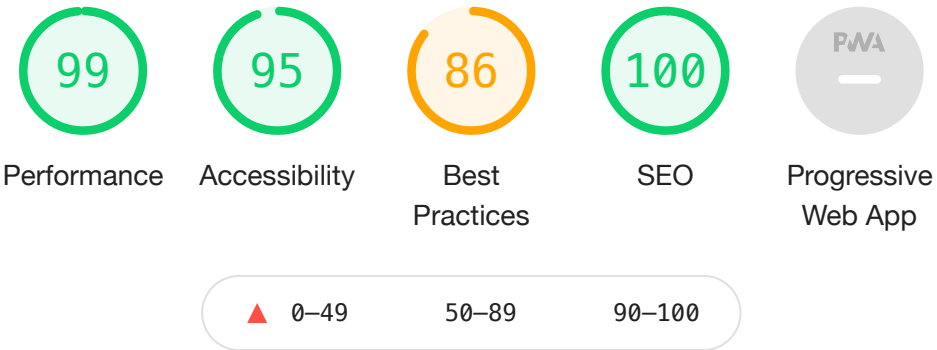 99
95
86
100
PWA
Performance
Accessibility
Best
Practices
SEO
Progressive
Web App
0–49
50–89
90–100